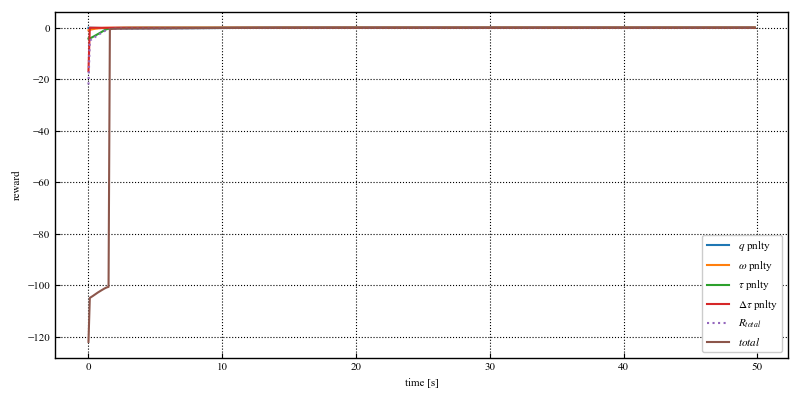 0
−20
−40
−60
−80
−100
−120
reward
0
10
20
30
40
50
time [s]
q pnlty
ω pnlty
τ pnlty
Δτ pnlty
R_total
total